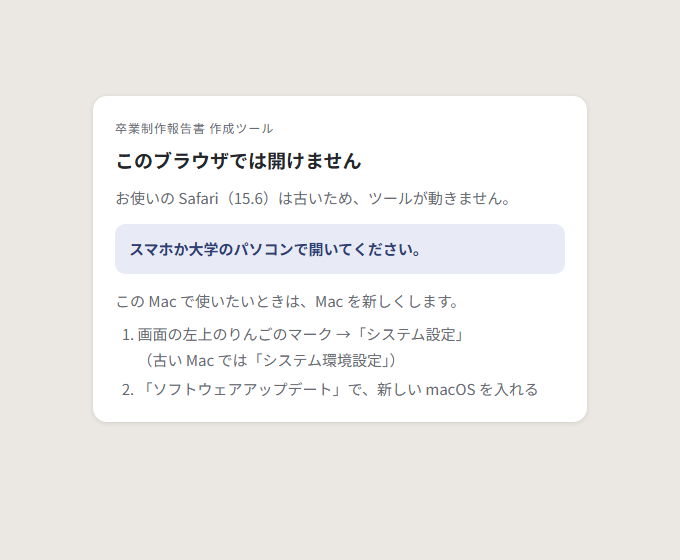 卒業制作報告書 作成ツール
このブラウザでは開けません
お使いの Safari（15.6）は古いため、ツールが動きません。
スマホか大学のパソコンで開いてください。
この Mac で使いたいときは、Mac を新しくします。
1. 画面の左上のりんごのマーク →「システム設定」
（古い Mac では「システム環境設定」）
2. 「ソフトウェアアップデート」で、新しい macOS を入れる